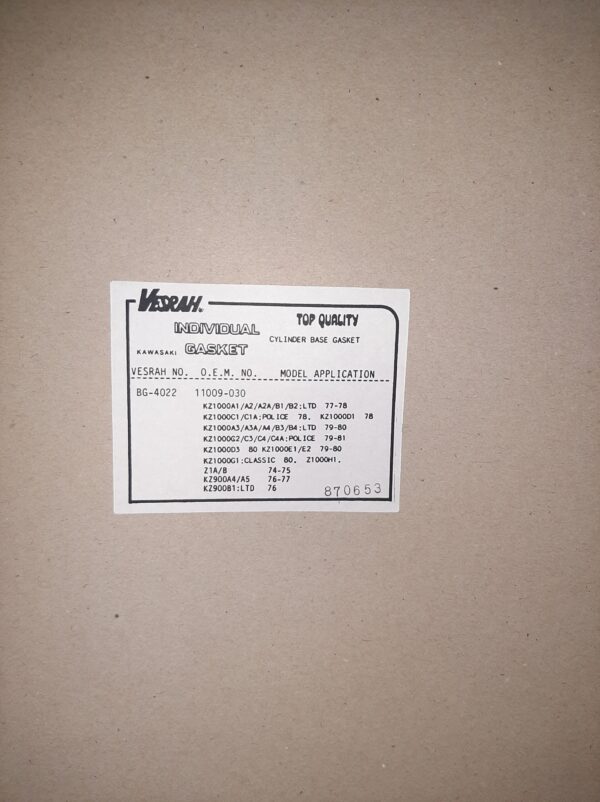 VESRAH.
TOP QUALITY
INDIVIDUAL
CYLINDER BASE GASKET
KAWASAKI GASKET
VESRAH NO. O.E.M. NO. MODEL APPLICATION
BG-4022 11009-030
KZ1000A1/A2/A2A/B1/B2;LTD 77-78
KZ1000C1/C1A;POLICE 78. KZ1000D1 78
KZ1000A3/A3A/A4/B3/B4;LTD 79-80
KZ1000G2/C3/C4/C4A;POLICE 79-81
KZ1000D3 80 KZ1000E1/E2 79-80
KZ1000G1;CLASSIC 80. Z1000H1.
Z1A/B 74-75
KZ900A4/A5 76-77
KZ900B1;LTD 76
870653